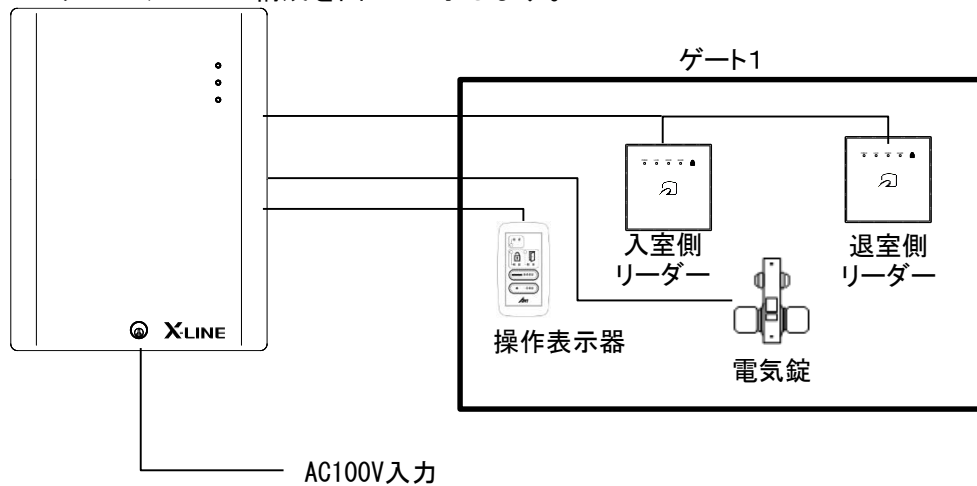 ゲート1
入室側
リーダー
退室側
リーダー
操作表示器
電気錠
X-LINE
AC100V入力